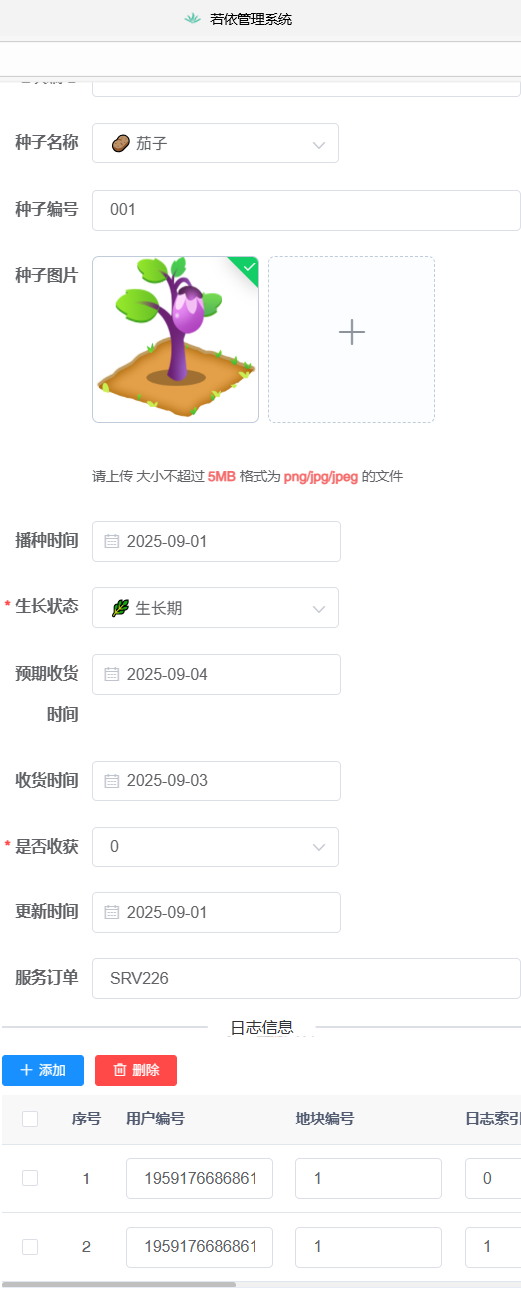 若依管理系统
种子名称
茄子
种子编号
001
种子图片
请上传 大小不超过 5MB 格式为 png/jpg/jpeg 的文件
播种时间
2025-09-01
* 生长状态
生长期
预期收货
时间
2025-09-04
收货时间
2025-09-03
* 是否收获
0
更新时间
2025-09-01
服务订单
SRV226
日志信息
添加 删除
序号 用户编号 地块编号 日志索引
1 1959176686861 1 0
2 1959176686861 1 1